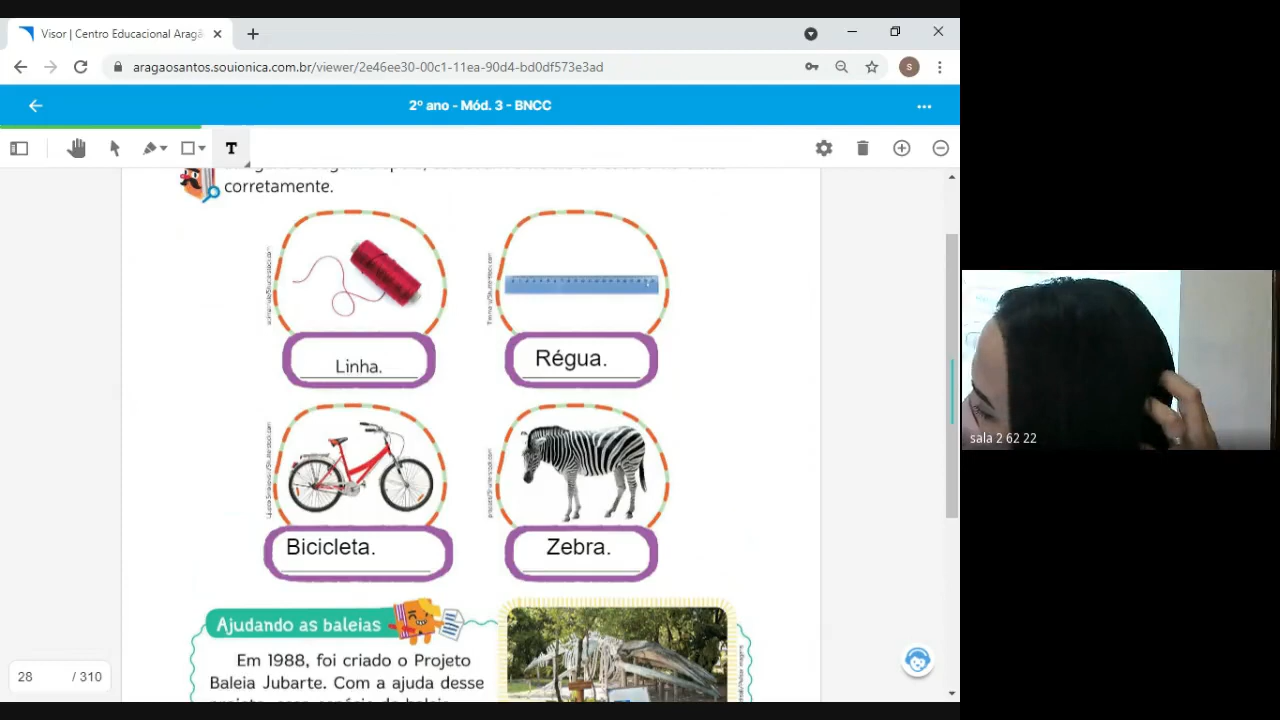 Visor | Centro Educacional Aragã
aragaosantos.souionica.com.br/viewer/2e46ee30-00c1-11ea-90d4-bd0df573e3ad
s
2º ano - Mód. 3 - BNCC
T
corretamente.
Linha.
Régua.
Bicicleta.
Zebra.
Ajudando as baleias
Em 1988, foi criado o Projeto
Baleia Jubarte. Com a ajuda desse
28 / 310
sala 2 62 22